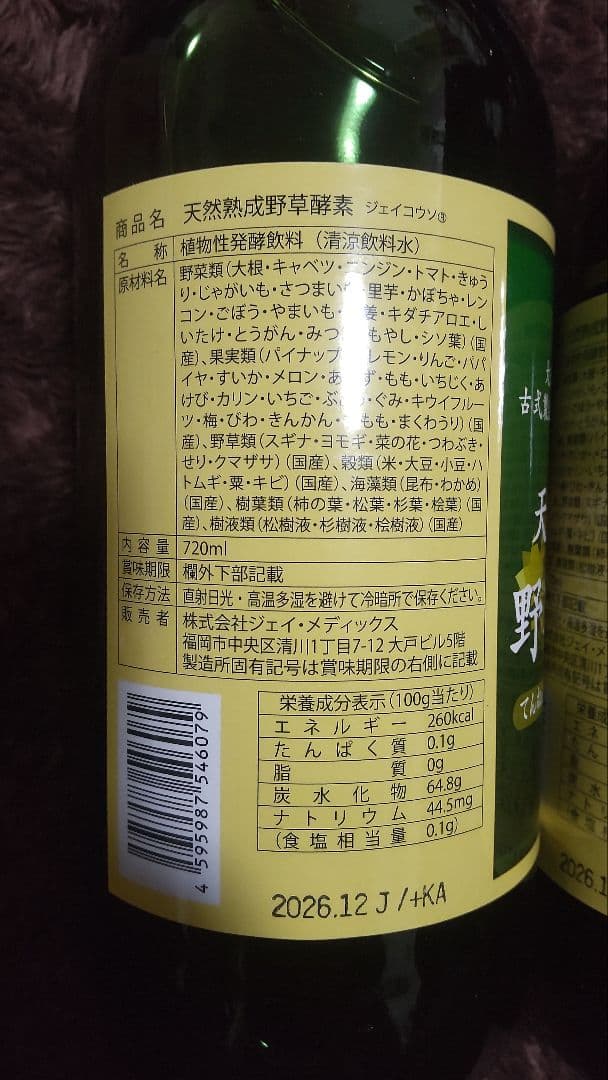 商品名 天然熟成野草酵素 ジェイコウソ③
名称 植物性発酵飲料（清涼飲料水）
原材料名 野菜類（大根・キャベツ・ニンジン・トマト・きゅう
り・じゃがいも・さつまい 里芋・かぼちゃ・レン
コン・ごぼう・やまいも・ 姜・キダチアロエ・し
いたけ・とうがん・みつ もやし・シソ葉）（国
産）、果実類（パイナップ レモン・りんご・パパ
イヤ・すいか・メロン・あ ず・もも・いちじく・あ
けび・カリン・いちご・ぶ ・ぐみ・キウイフルー
ツ・梅・びわ・きんかん・ もも・まくわうり）（国
産）、野草類（スギナ・ヨモギ・菜の花・つわぶき・
せり・クマザサ）（国産）、穀類（米・大豆・小豆・ハ
トムギ・粟・キビ）（国産）、海藻類（昆布・わかめ）
（国産）、樹葉類（柿の葉・松葉・杉葉・桧葉）（国
産）、樹液類（松樹液・杉樹液・桧樹液）（国産）
内容量 720ml
賞味期限 欄外下部記載
保存方法 直射日光・高温多湿を避けて冷暗所で保存ください。
販売者 株式会社ジェイ・メディックス
福岡市中央区清川1丁目7-12 大戸ビル5階
製造所固有記号は賞味期限の右側に記載
栄養成分表示（100g当たり）
エネルギー 260kcal
たんぱく質 0.1g
脂質 0g
炭水化物 64.8g
ナトリウム 44.5mg
（食塩相当量 0.1g）
4 595987 546079
2026.12 J /+KA
古式
天
野
てん
2026.